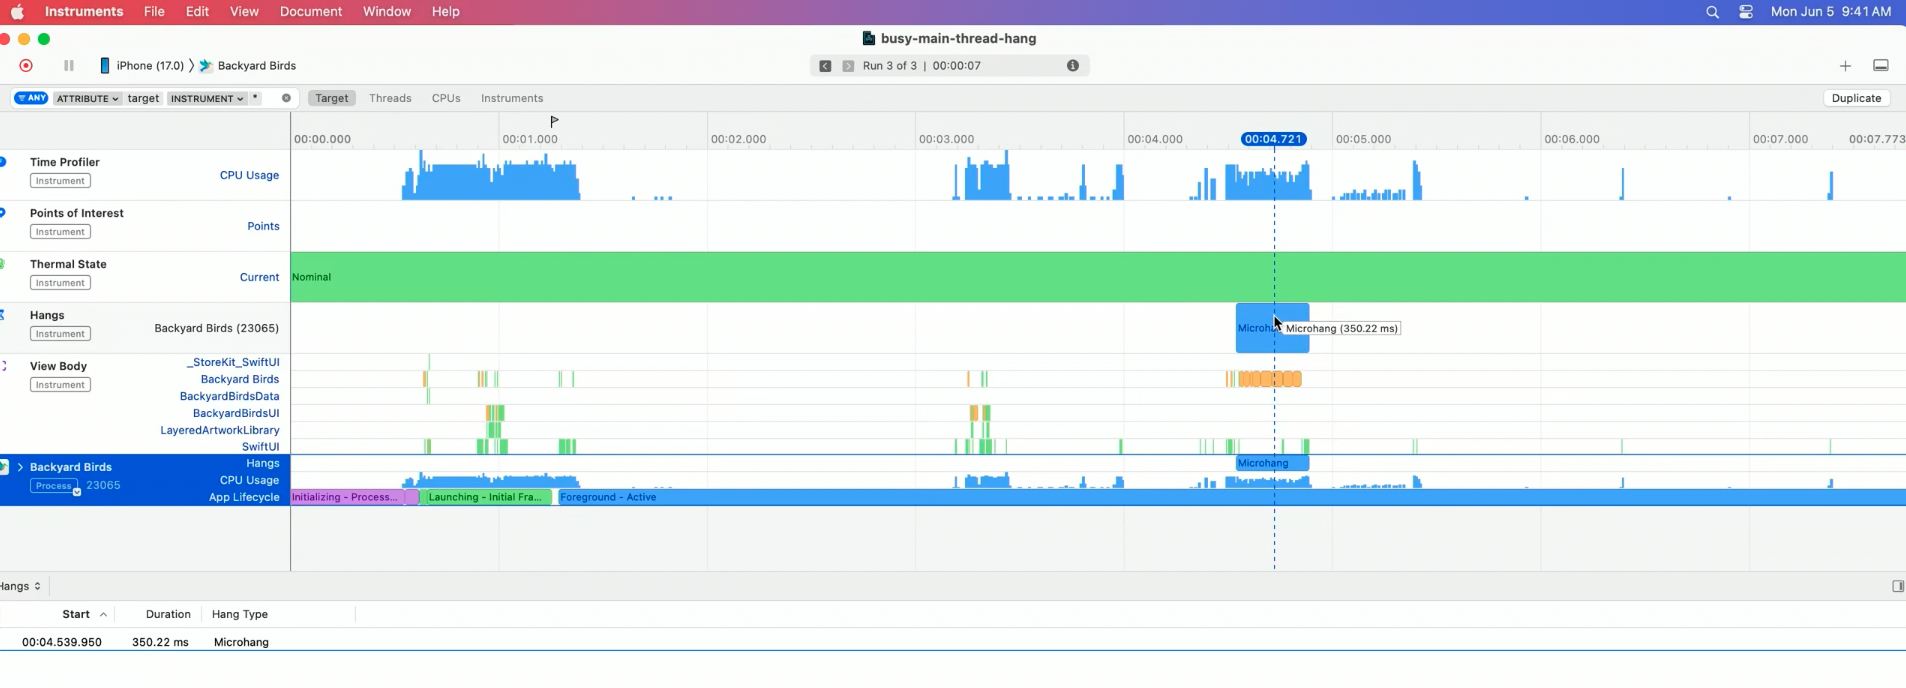 Instruments File Edit View Document Window Help Mon Jun 5 9:41 AM
busy-main-thread-hang
iPhone (17.0) Backyard Birds Run 3 of 3 | 00:00:07
ANY ATTRIBUTE target INSTRUMENT * Target Threads CPUs Instruments Duplicate
00:00.000 00:01.000 00:02.000 00:03.000 00:04.000 00:04.721 00:05.000 00:06.000 00:07.000 00:07.773
Time Profiler
Instrument
CPU Usage
Points of Interest
Instrument
Points
Thermal State
Instrument
Current
Nominal
Hangs
Instrument
Backyard Birds (23065)
Microhang (350.22 ms)
View Body
Instrument
_StoreKit_SwiftUI
Backyard Birds
BackyardBirdsData
BackyardBirdsUI
LayeredArtworkLibrary
SwiftUI
Backyard Birds
Process 23065
Hangs
Microhang
CPU Usage
App Lifecycle
Initializing - Process... Launching - Initial Fra... Foreground - Active
Hangs
Start Duration Hang Type
00:04.539.950 350.22 ms Microhang